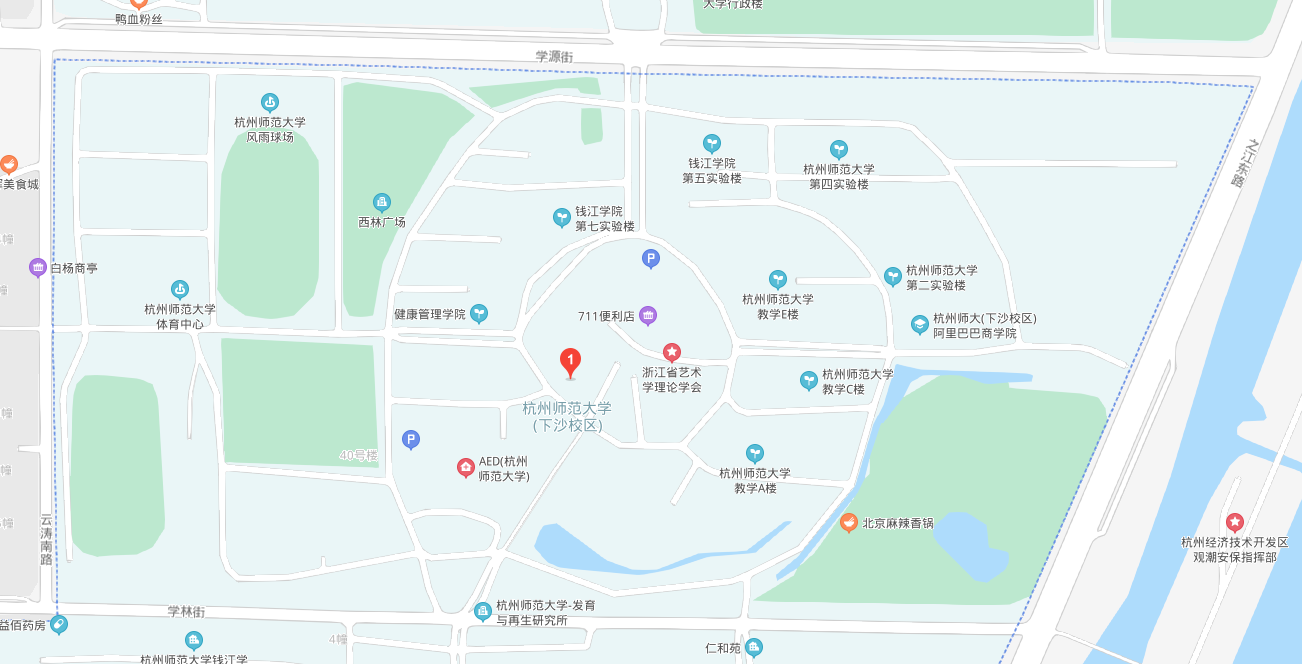 大学行政楼
鸭血粉丝
学源街
杭州师范大学
风雨球场
之江东路
钱江学院
第五实验楼
杭州师范大学
第四实验楼
美食城
西林广场
钱江学院
第七实验楼
幢
白杨商亭
杭州师范大学
第二实验楼
幢
杭州师范大学
体育中心
健康管理学院
711便利店
杭州师范大学
教学E楼
杭州师大(下沙校区)
阿里巴巴商学院
1
浙江省艺术
学理论学会
杭州师范大学
教学C楼
杭州师范大学
(下沙校区)
幢
P
P
40号楼
AED(杭州
师范大学)
杭州师范大学
教学A楼
幢
云涛南路
幢
北京麻辣香锅
杭州经济技术开发区
观潮安保指挥部
学林街
杭州师范大学-发育
与再生研究所
益佰药房
4幢
杭州师范大学钱江学
仁和苑